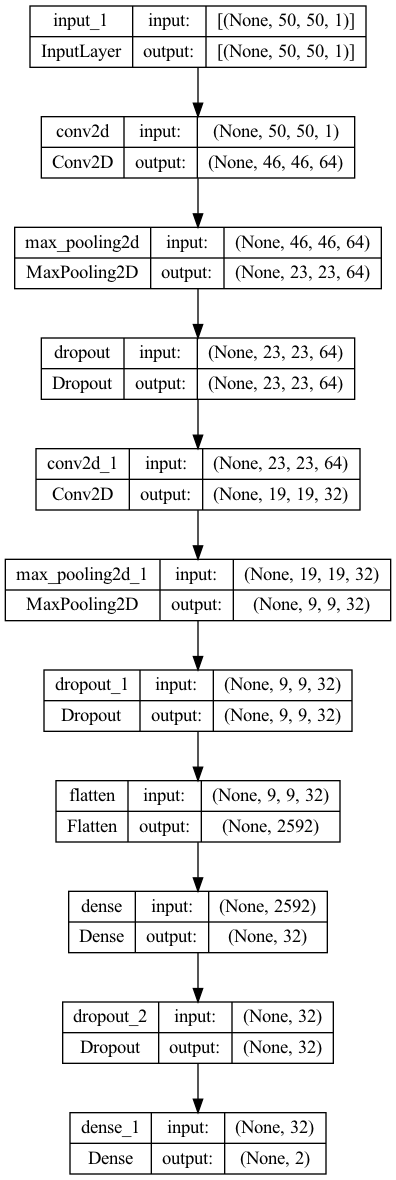 input_1 input: [(None, 50, 50, 1)]
InputLayer output: [(None, 50, 50, 1)]
conv2d input: (None, 50, 50, 1)
Conv2D output: (None, 46, 46, 64)
max_pooling2d input: (None, 46, 46, 64)
MaxPooling2D output: (None, 23, 23, 64)
dropout input: (None, 23, 23, 64)
Dropout output: (None, 23, 23, 64)
conv2d_1 input: (None, 23, 23, 64)
Conv2D output: (None, 19, 19, 32)
max_pooling2d_1 input: (None, 19, 19, 32)
MaxPooling2D output: (None, 9, 9, 32)
dropout_1 input: (None, 9, 9, 32)
Dropout output: (None, 9, 9, 32)
flatten input: (None, 9, 9, 32)
Flatten output: (None, 2592)
dense input: (None, 2592)
Dense output: (None, 32)
dropout_2 input: (None, 32)
Dropout output: (None, 32)
dense_1 input: (None, 32)
Dense output: (None, 2)